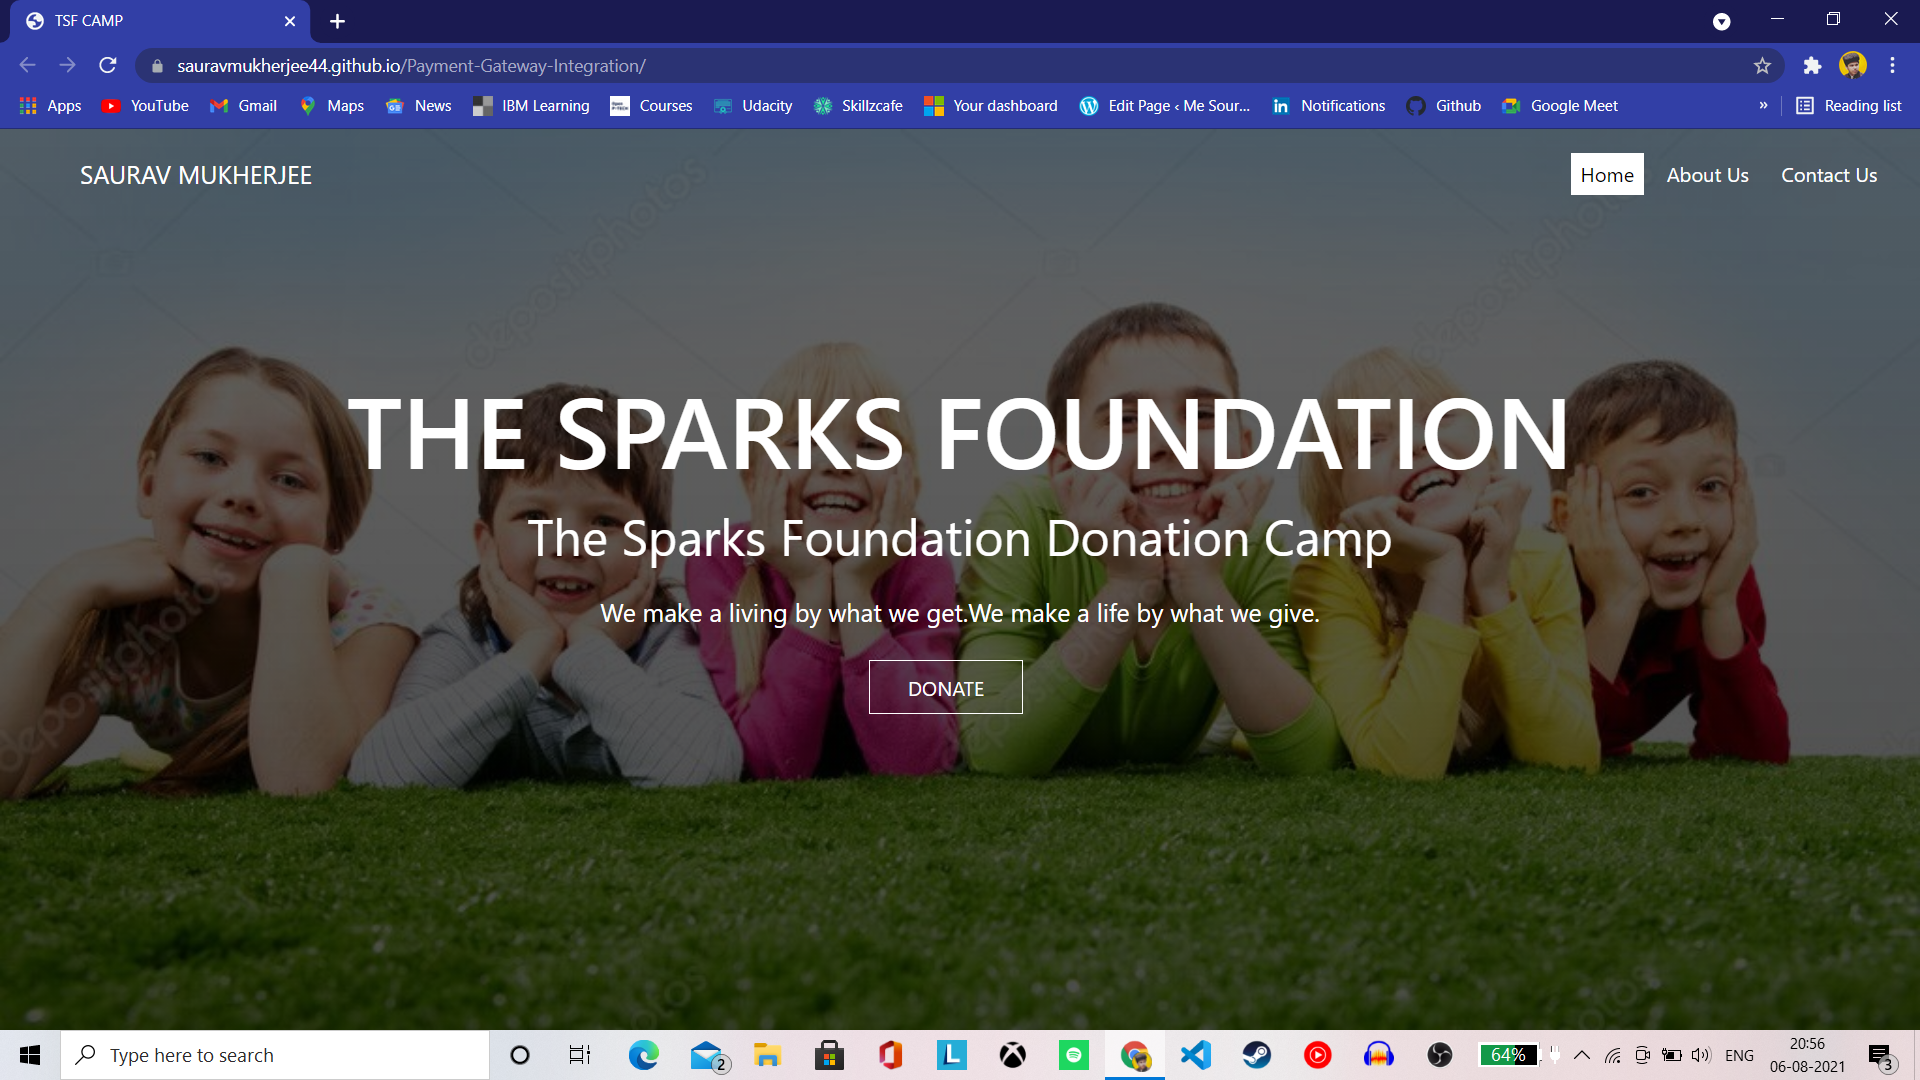 TSF CAMP
sauravmukherjee44.github.io/Payment-Gateway-Integration/
Apps YouTube Gmail Maps News IBM Learning Courses Udacity Skillzcafe Your dashboard Edit Page ‹ Me Sour... Notifications Github Google Meet » Reading list
SAURAV MUKHERJEE
Home About Us Contact Us
depositphotos
depositphotos
THE SPARKS FOUNDATION
The Sparks Foundation Donation Camp
We make a living by what we get.We make a life by what we give.
depositphotos
DONATE
Type here to search
2
64%
ENG
20:56
06-08-2021
3